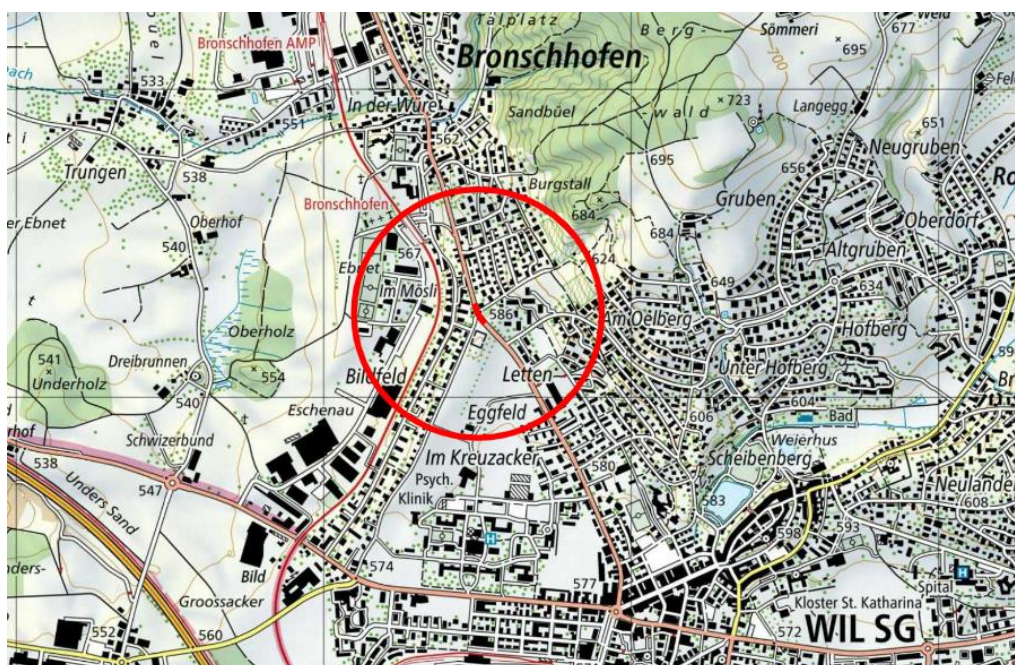 Talplatz
Berg-
Sömmeri
695
677
Weid
Bronschhofen AMP
Bronschhofen
533
In der Würe
551
Sandbüel
723
-wald
Langegg
651
Neugruben
562
695
656
Trungen
538
Burgstall
684
Gruben
Oberhof
Bronschhofen
684
Oberdorf
er Ebnet
540
Ebnet
567
624
Altgruben
649
634
Im Mösli
586
Am Oelberg
Hofberg
Oberholz
541
Underholz
Dreibrunnen
554
Bildfeld
Letten
Unter Hofberg
540
Eschenau
Eggfeld
606
604
Bad
Schwizerbund
Weierhus
538
547
Im Kreuzacker
580
Scheibenberg
Psych.
Klinik
583
Neulanden
608
Unders Sand
H
598
593
Bild
574
577
Spital
H
Groossacker
Kloster St. Katharina
552
560
572
WIL SG